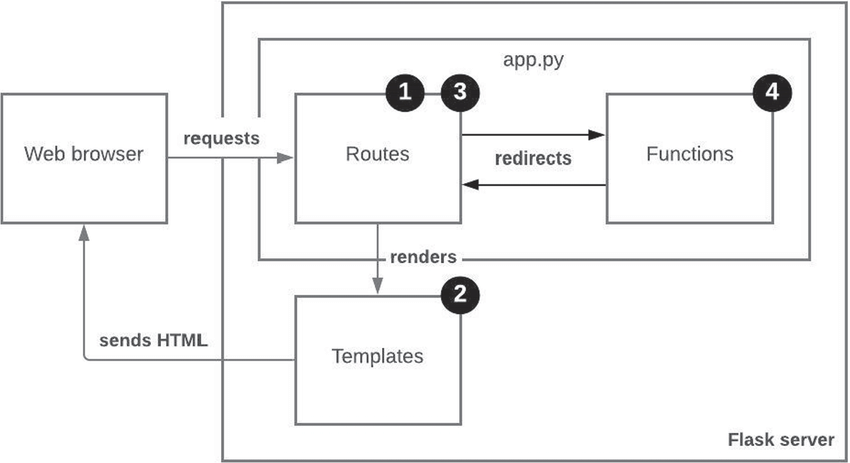 app.py
1
3
4
Web browser
requests
Routes
redirects
Functions
renders
2
sends HTML
Templates
Flask server